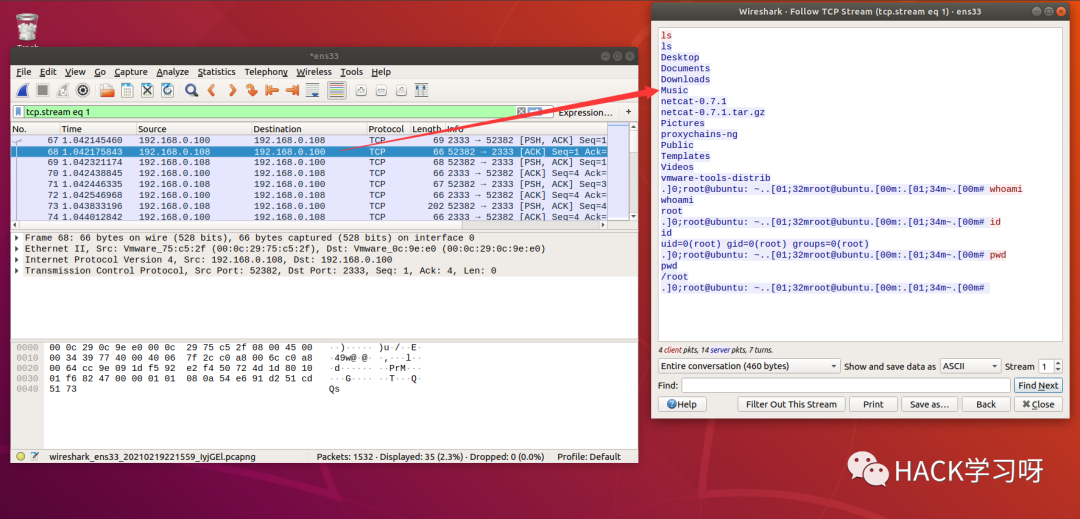 Trash
*ens33
File Edit View Go Capture Analyze Statistics Telephony Wireless Tools Help
tcp.stream eq 1
Expression…
+
No. Time Source Destination Protocol Length Info
67 1.042145460 192.168.0.100 192.168.0.108 TCP 69 2333 → 52382 [PSH, ACK] Seq=1
68 1.042175843 192.168.0.108 192.168.0.100 TCP 66 52382 → 2333 [ACK] Seq=1 Ack=
69 1.042321174 192.168.0.108 192.168.0.100 TCP 68 52382 → 2333 [PSH, ACK] Seq=1
70 1.042438845 192.168.0.100 192.168.0.108 TCP 66 2333 → 52382 [ACK] Seq=4 Ack=
71 1.042446335 192.168.0.108 192.168.0.100 TCP 67 52382 → 2333 [PSH, ACK] Seq=3
72 1.042546968 192.168.0.100 192.168.0.108 TCP 66 2333 → 52382 [ACK] Seq=4 Ack=
73 1.043833196 192.168.0.108 192.168.0.100 TCP 202 52382 → 2333 [PSH, ACK] Seq=4
74 1.044012842 192.168.0.100 192.168.0.108 TCP 66 2333 → 52382 [ACK] Seq=4 Ack=
Frame 68: 66 bytes on wire (528 bits), 66 bytes captured (528 bits) on interface 0
Ethernet II, Src: Vmware_75:c5:2f (00:0c:29:75:c5:2f), Dst: Vmware_0c:9e:e0 (00:0c:29:0c:9e:e0)
Internet Protocol Version 4, Src: 192.168.0.108, Dst: 192.168.0.100
Transmission Control Protocol, Src Port: 52382, Dst Port: 2333, Seq: 1, Ack: 4, Len: 0
0000 00 0c 29 0c 9e e0 00 0c 29 75 c5 2f 08 00 45 00 ··)····· )u·/··E·
0010 00 34 39 77 40 00 40 06 7f 2c c0 a8 00 6c c0 a8 ·49w@·@· ·,···l··
0020 00 64 cc 9e 09 1d f5 92 e2 f4 50 72 4d 1d 80 10 ·d······ ··PrM···
0030 01 f6 82 47 00 00 01 01 08 0a 54 e6 91 d2 51 cd ···G···· ··T···Q·
0040 51 73 Qs
wireshark_ens33_20210219221559_IyjGEl.pcapng
Packets: 1532 · Displayed: 35 (2.3%) · Dropped: 0 (0.0%)
Profile: Default
Wireshark · Follow TCP Stream (tcp.stream eq 1) · ens33
ls
ls
Desktop
Documents
Downloads
Music
netcat-0.7.1
netcat-0.7.1.tar.gz
Pictures
proxychains-ng
Public
Templates
Videos
vmware-tools-distrib
.]0;root@ubuntu: ~..[01;32mroot@ubuntu.[00m:.[01;34m~.[00m# whoami
whoami
root
.]0;root@ubuntu: ~..[01;32mroot@ubuntu.[00m:.[01;34m~.[00m# id
id
uid=0(root) gid=0(root) groups=0(root)
.]0;root@ubuntu: ~..[01;32mroot@ubuntu.[00m:.[01;34m~.[00m# pwd
pwd
/root
.]0;root@ubuntu: ~..[01;32mroot@ubuntu.[00m:.[01;34m~.[00m#
4 client pkts, 14 server pkts, 7 turns.
Entire conversation (460 bytes)
Show and save data as ASCII
Stream 1
Find:
Find Next
Help
Filter Out This Stream
Print
Save as…
Back
Close
HACK学习呀